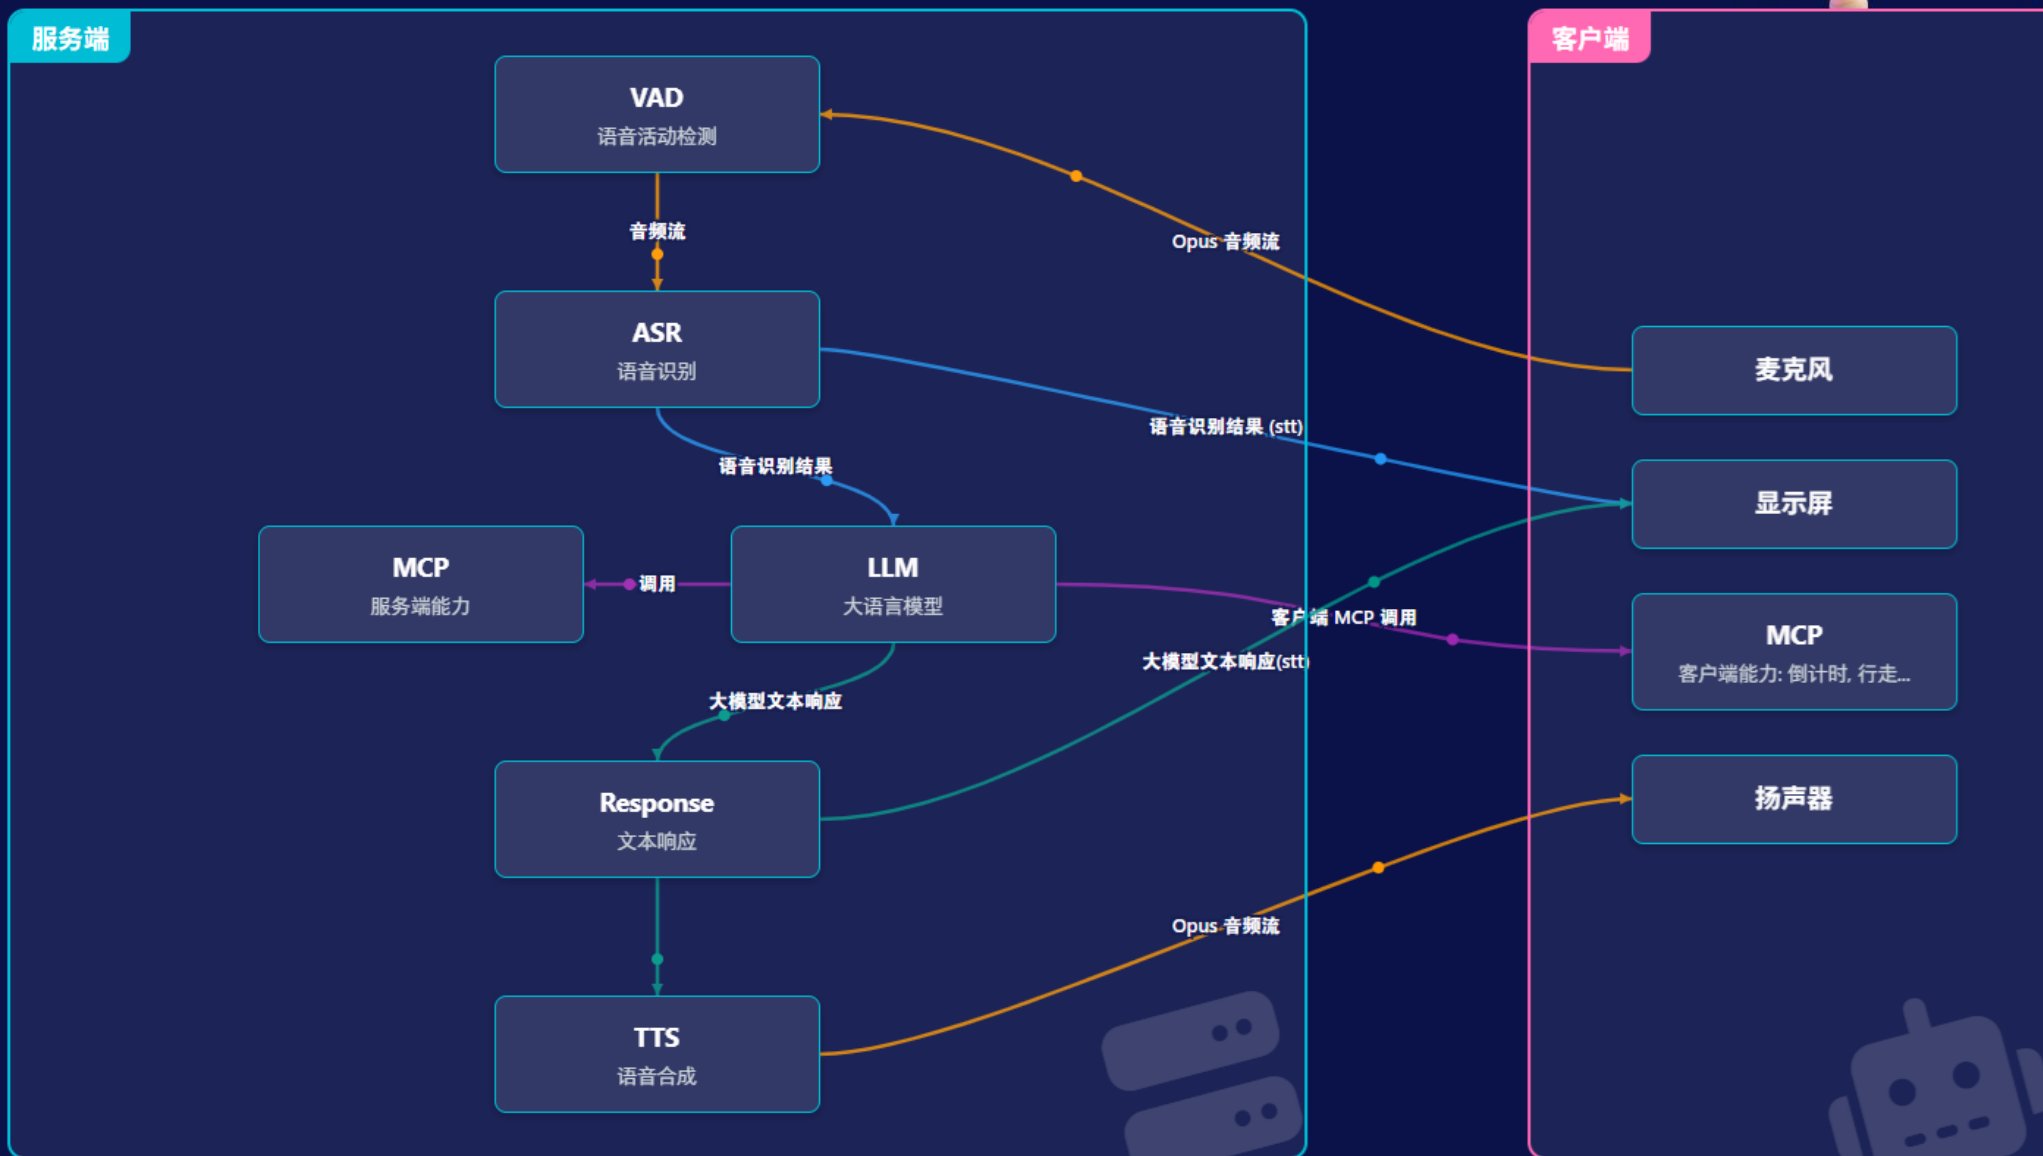 服务端
客户端
VAD
语音活动检测
音频流
Opus 音频流
ASR
语音识别
麦克风
语音识别结果 (stt)
语音识别结果
显示屏
MCP
服务端能力
调用
LLM
大语言模型
客户端 MCP 调用
MCP
客户端能力: 倒计时, 行走...
大模型文本响应(stt)
大模型文本响应
Response
文本响应
扬声器
Opus 音频流
TTS
语音合成